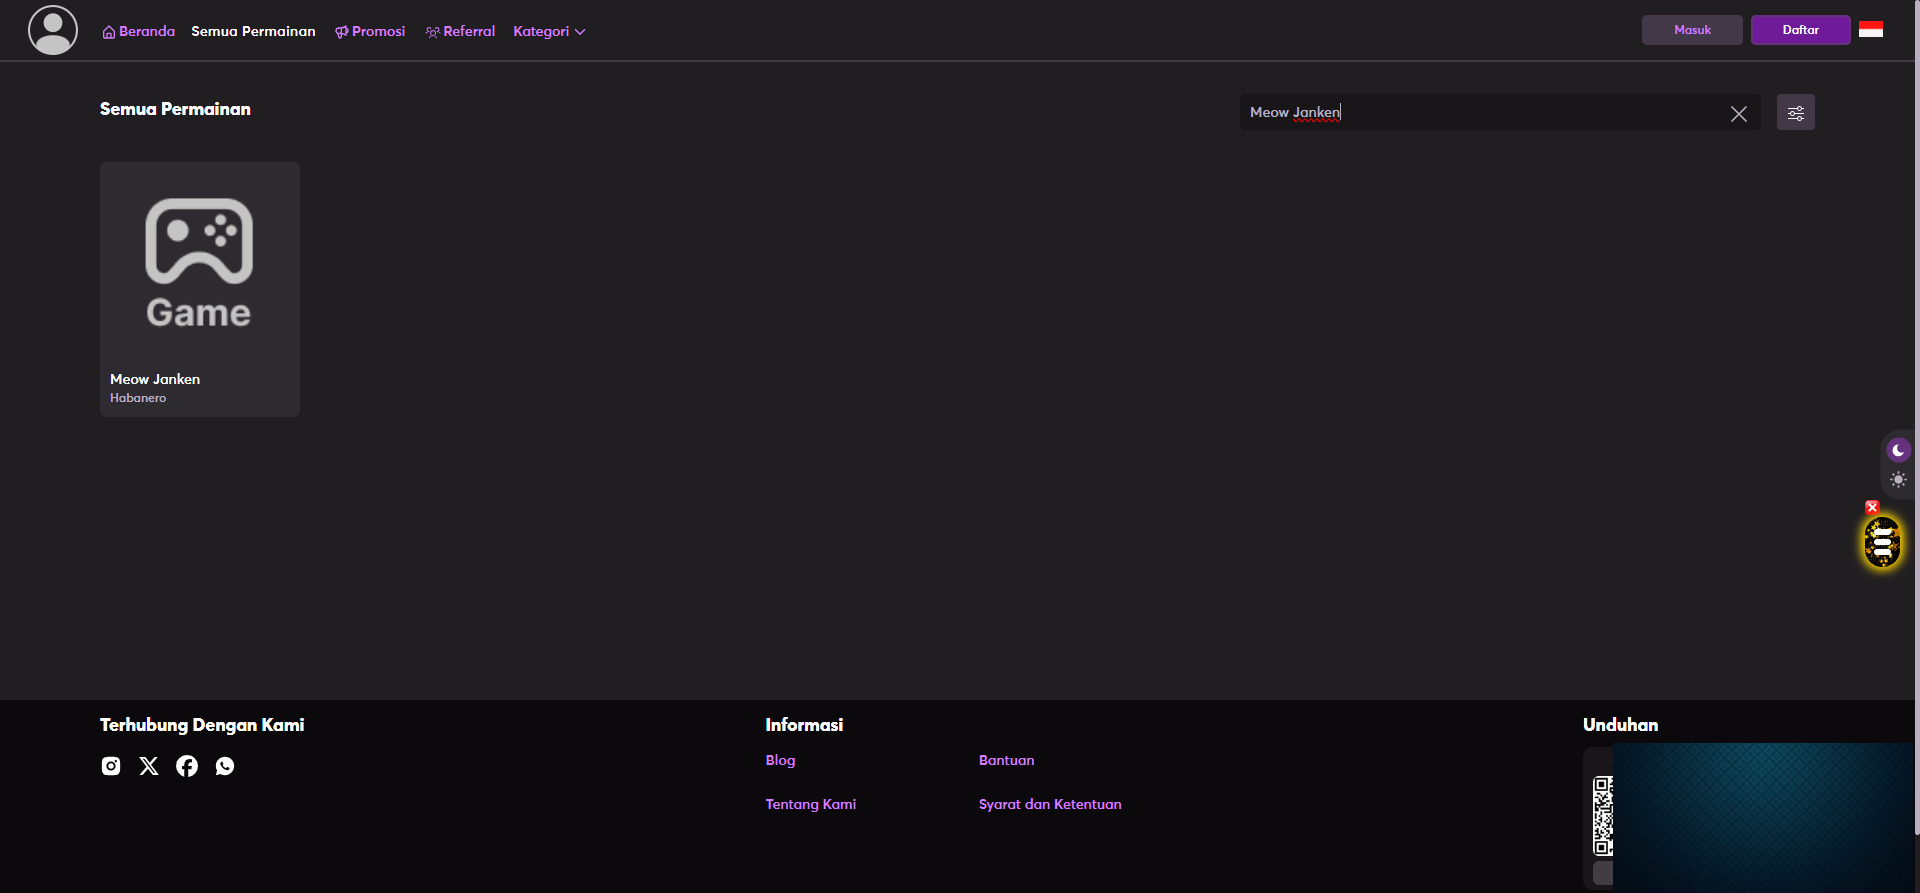 Beranda Semua Permainan Promosi Referral Kategori Masuk Daftar
Semua Permainan
Meow Janken
Game
Meow Janken
Habanero
Terhubung Dengan Kami
Informasi
Blog
Bantuan
Tentang Kami
Syarat dan Ketentuan
Unduhan